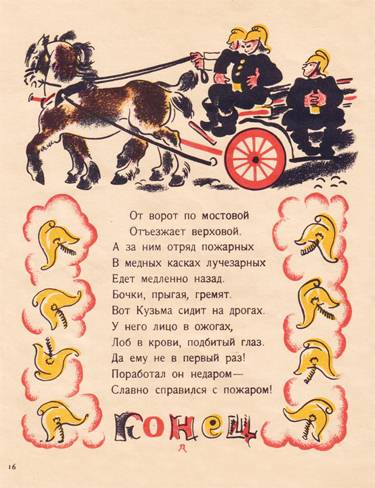 От ворот по мостовой
Отъезжает верховой.
А за ним отряд пожарных
В медных касках лучезарных
Едет медленно назад.
Бочки, прыгая, гремят.
Вот Кузьма сидит на дрогах.
У него лицо в ожогах,
Лоб в крови, подбитый глаз.
Да ему не в первый раз!
Поработал он недаром—
Славно справился с пожаром!
конец
16